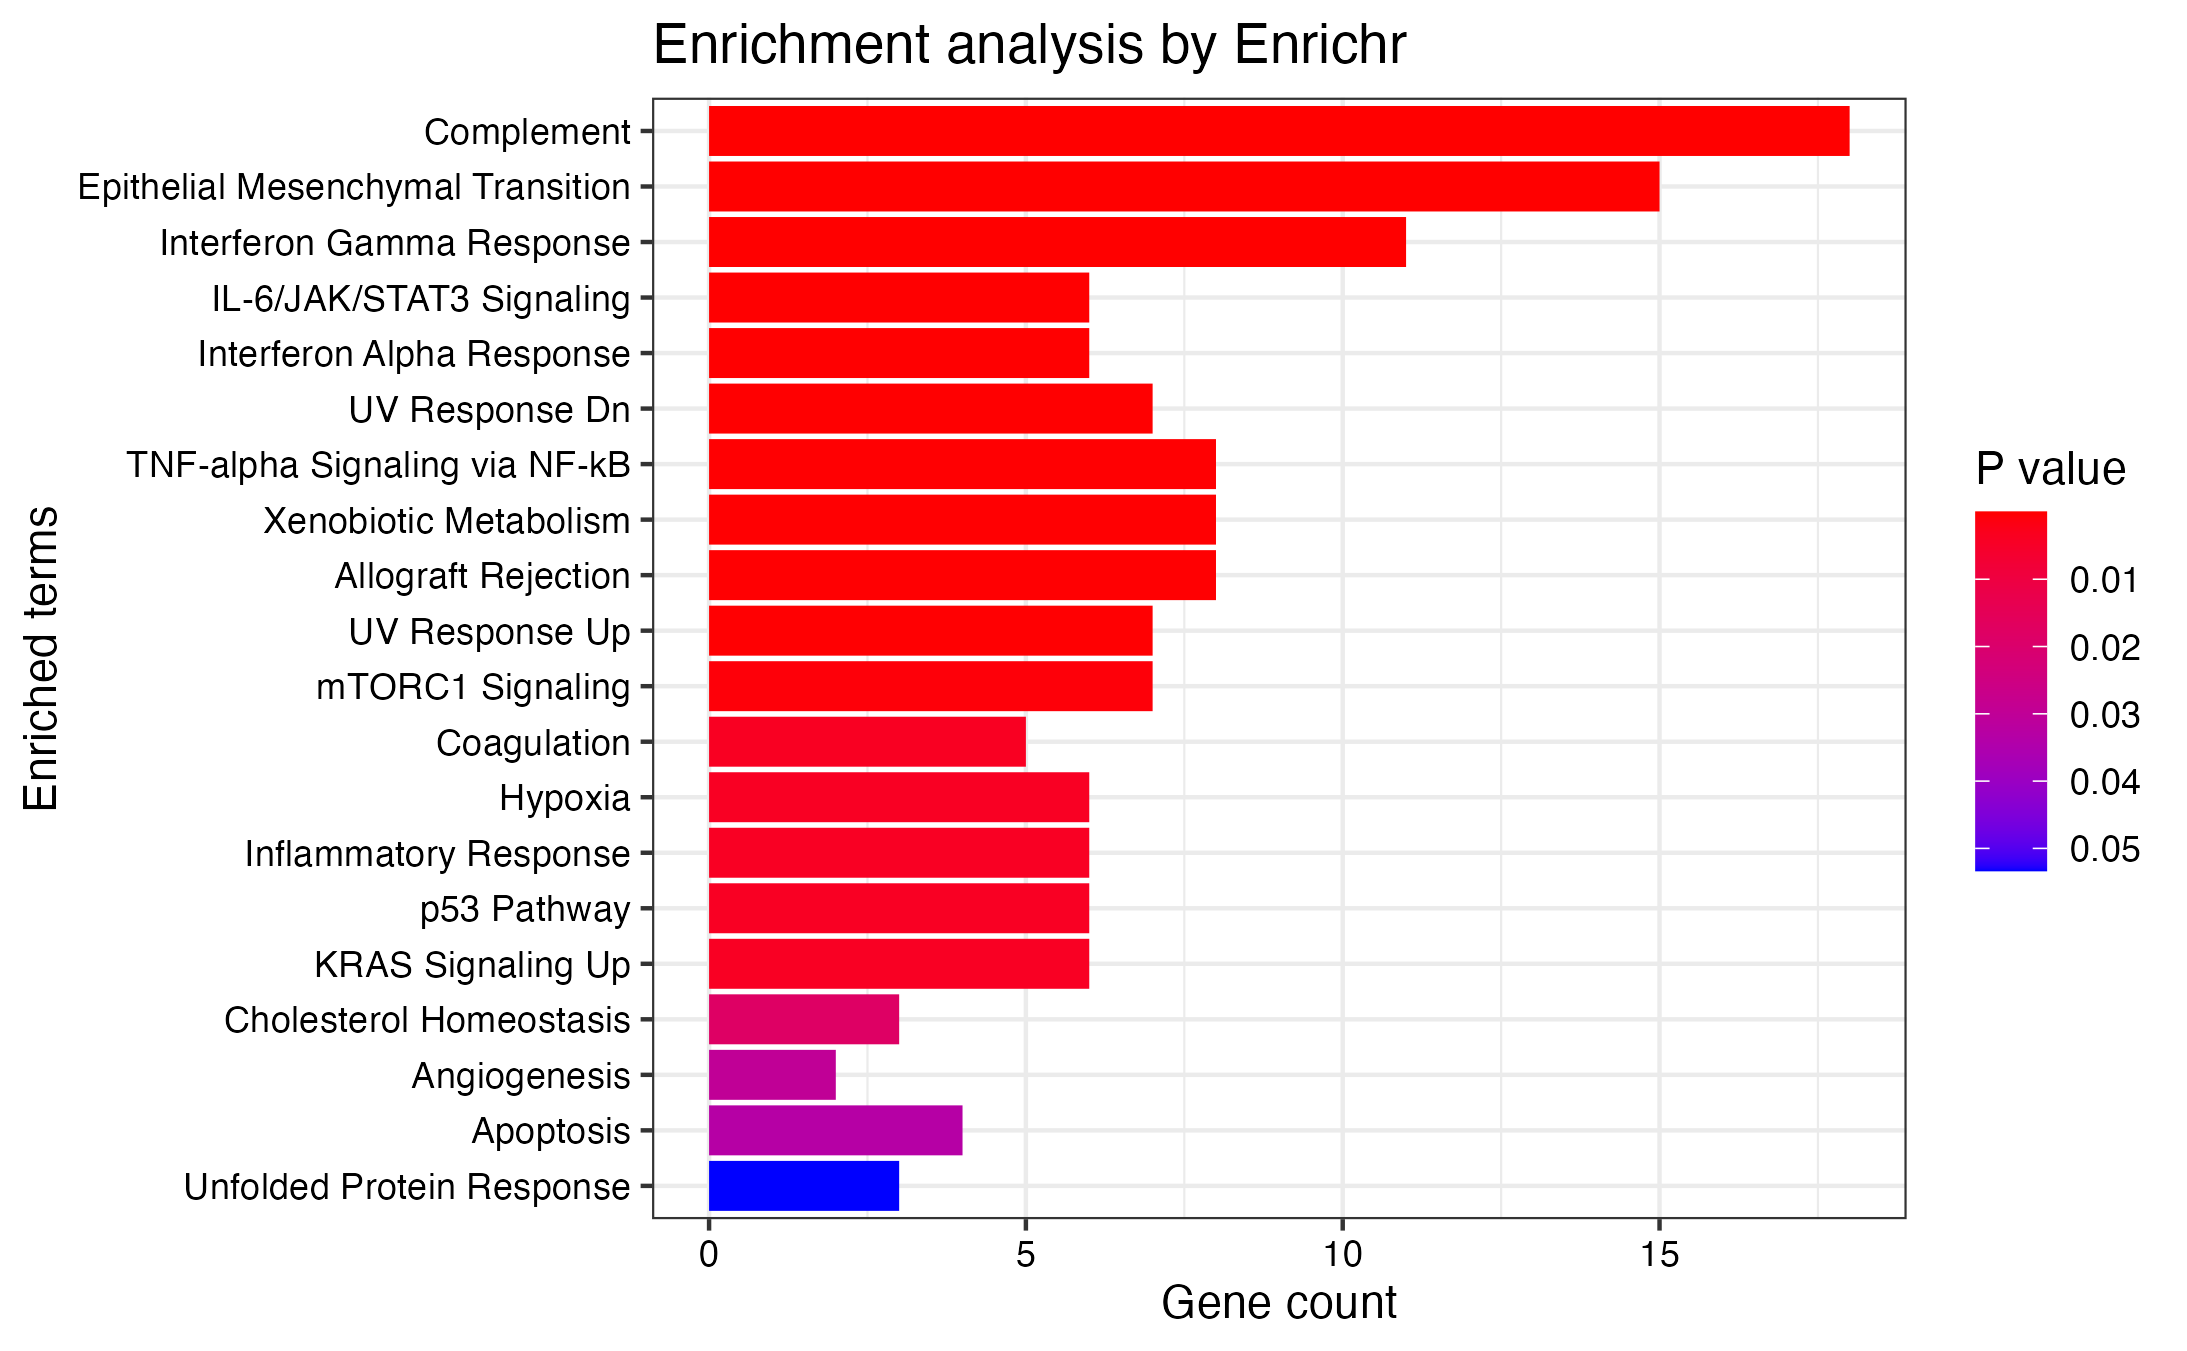 Enrichment analysis by Enrichr
Enriched terms
Complement
Epithelial Mesenchymal Transition
Interferon Gamma Response
IL-6/JAK/STAT3 Signaling
Interferon Alpha Response
UV Response Dn
TNF-alpha Signaling via NF-kB
Xenobiotic Metabolism
Allograft Rejection
UV Response Up
mTORC1 Signaling
Coagulation
Hypoxia
Inflammatory Response
p53 Pathway
KRAS Signaling Up
Cholesterol Homeostasis
Angiogenesis
Apoptosis
Unfolded Protein Response
0 5 10 15
Gene count
P value
0.01
0.02
0.03
0.04
0.05